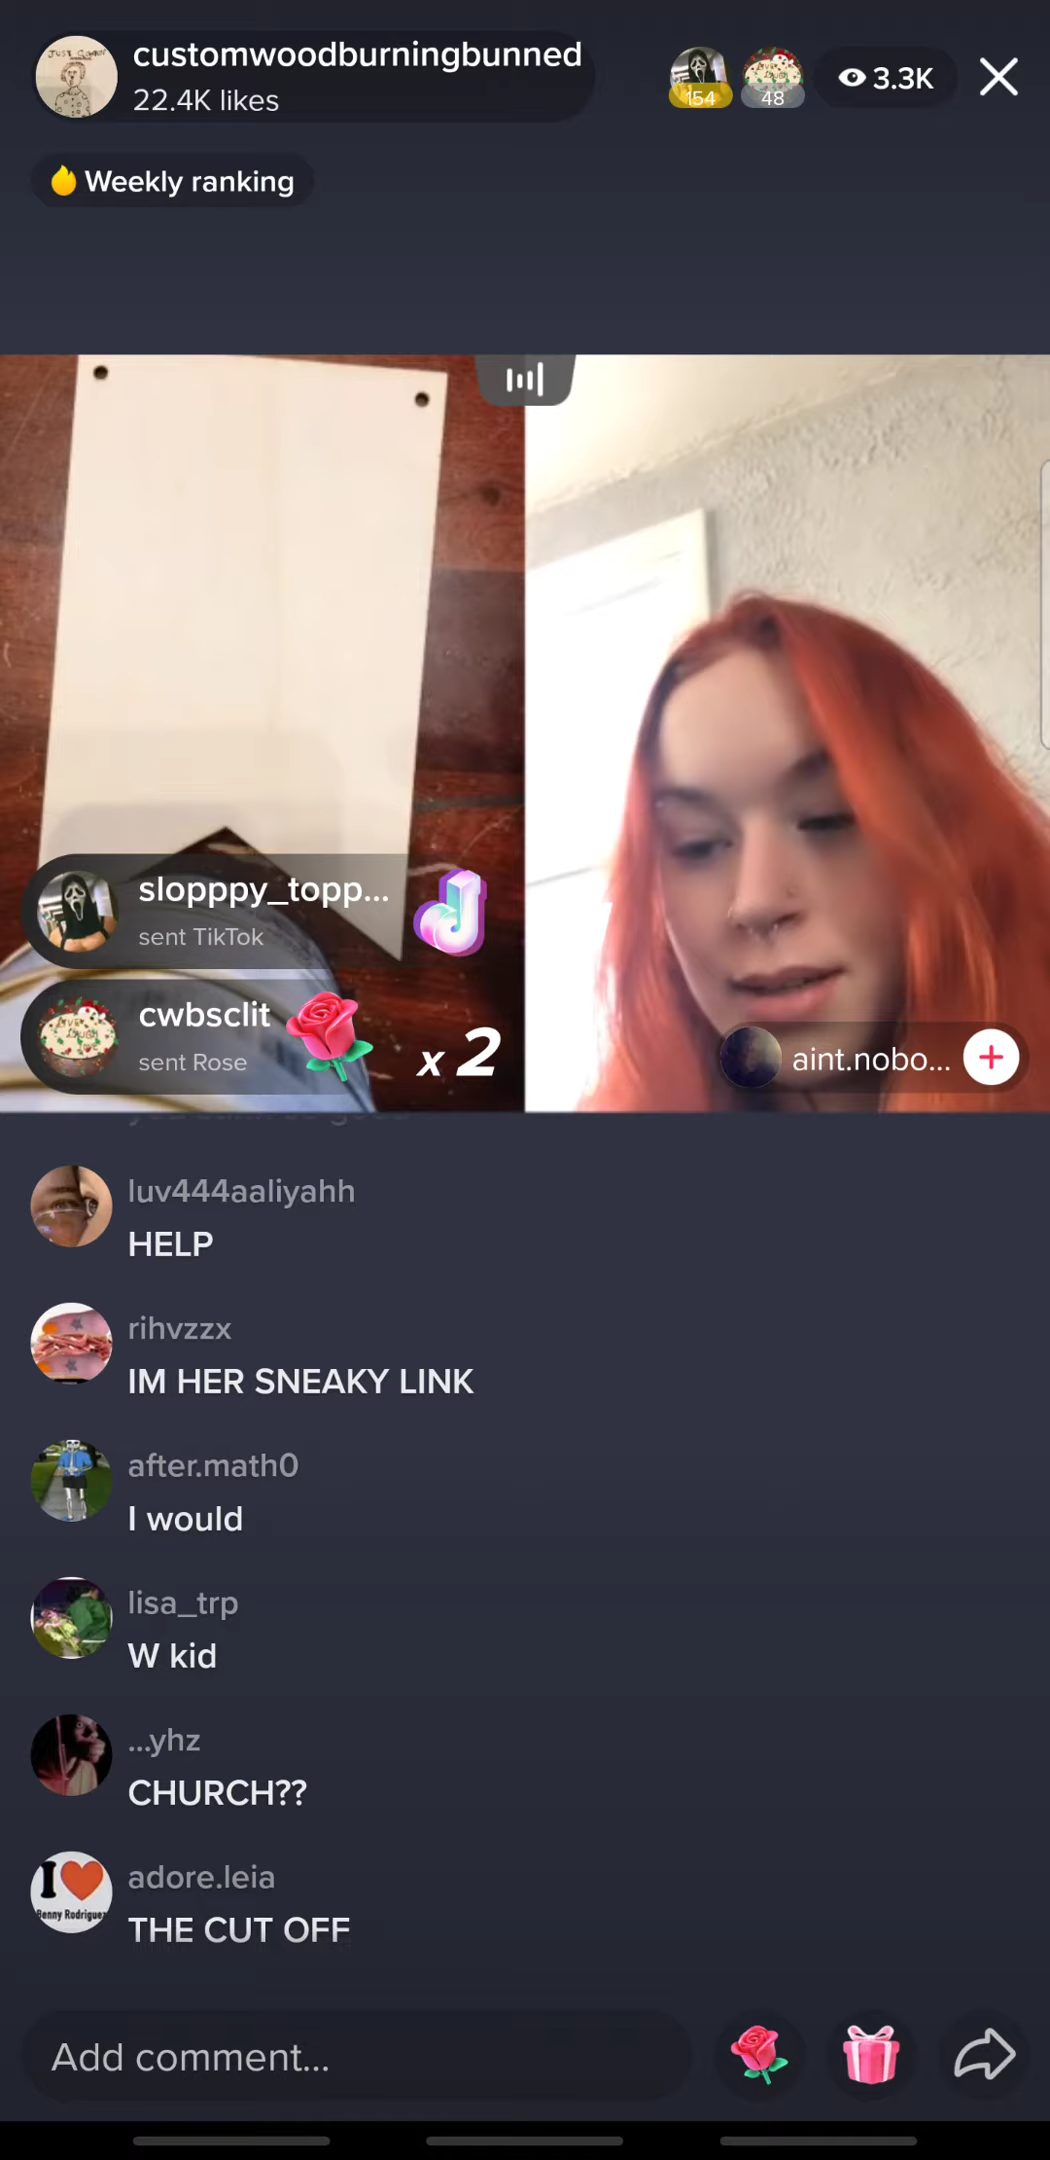 customwoodburningbunned
22.4K likes
154
48
3.3K
Weekly ranking
slopppy_topp...
sent TikTok
cwbsclit
sent Rose
x 2
aint.nobo...
luv444aaliyahh
HELP
rihvzzx
IM HER SNEAKY LINK
after.math0
I would
lisa_trp
W kid
...yhz
CHURCH??
adore.leia
I
Benny Rodriguez
THE CUT OFF
Add comment...